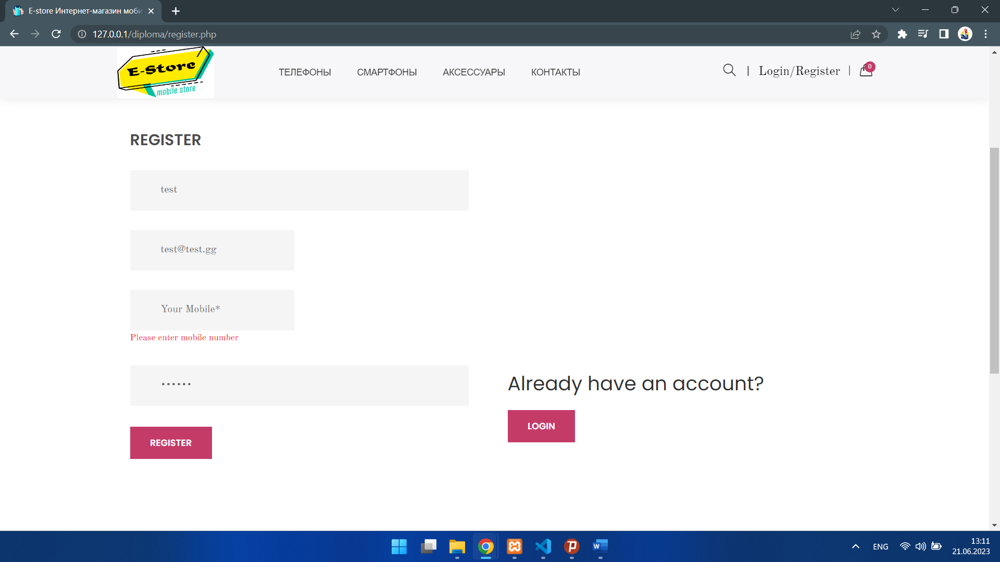 E-store Интернет-магазин моби
127.0.0.1/diploma/register.php
E-Store
mobile store
ТЕЛЕФОНЫ
СМАРТФОНЫ
АКСЕССУАРЫ
КОНТАКТЫ
Login/Register
0
REGISTER
test
test@test.gg
Your Mobile*
Please enter mobile number
••••••
Already have an account?
LOGIN
REGISTER
ENG
13:11
21.06.2023